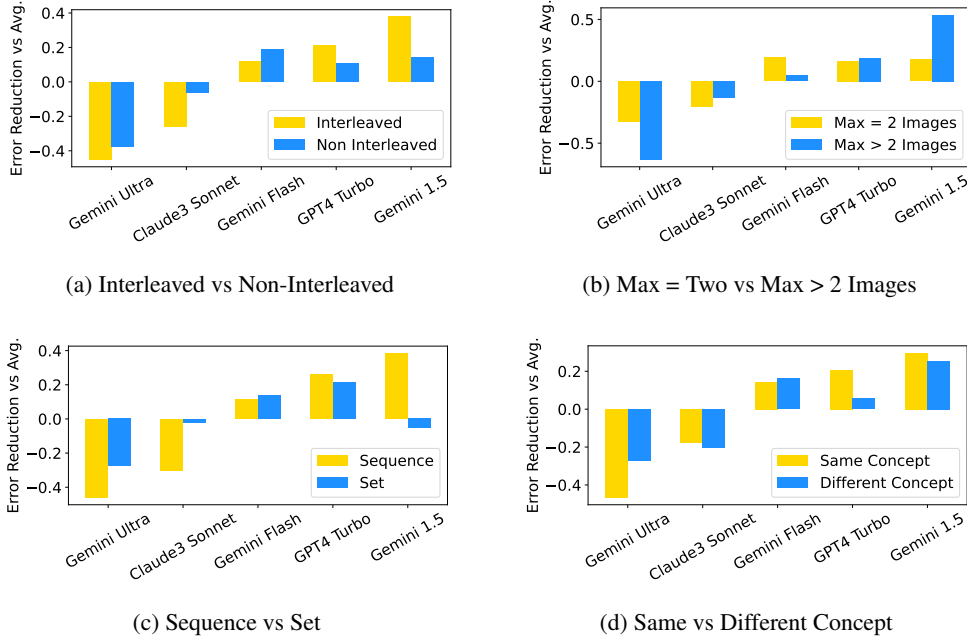 Error Reduction vs Avg.
0.4
0.2
0.0
−0.2
−0.4
Interleaved
Non Interleaved
Gemini Ultra
Claude3 Sonnet
Gemini Flash
GPT4 Turbo
Gemini 1.5
(a) Interleaved vs Non-Interleaved
Error Reduction vs Avg.
0.5
0.0
−0.5
Max = 2 Images
Max > 2 Images
Gemini Ultra
Claude3 Sonnet
Gemini Flash
GPT4 Turbo
Gemini 1.5
(b) Max = Two vs Max > 2 Images
Error Reduction vs Avg.
0.4
0.2
0.0
−0.2
−0.4
Sequence
Set
Gemini Ultra
Claude3 Sonnet
Gemini Flash
GPT4 Turbo
Gemini 1.5
(c) Sequence vs Set
Error Reduction vs Avg.
0.2
0.0
−0.2
−0.4
Same Concept
Different Concept
Gemini Ultra
Claude3 Sonnet
Gemini Flash
GPT4 Turbo
Gemini 1.5
(d) Same vs Different Concept